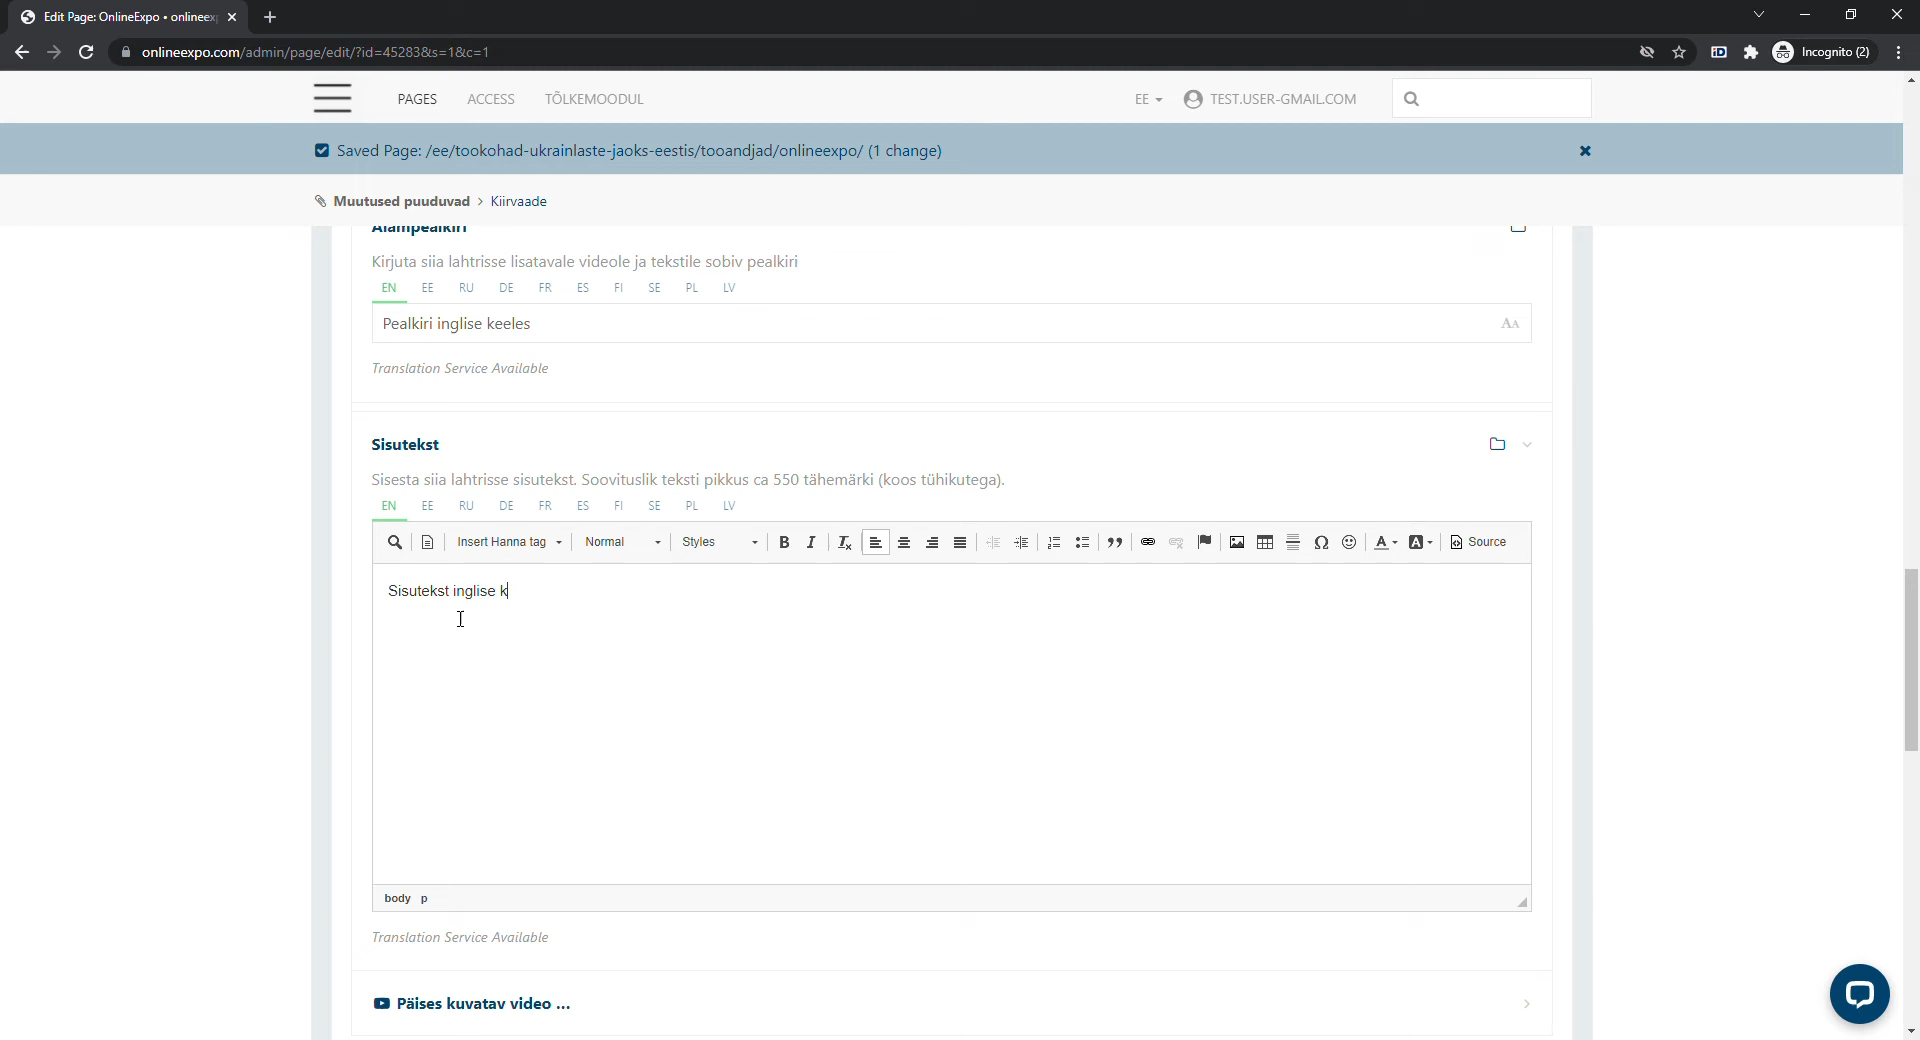 Edit Page: OnlineExpo • onlineex
onlineexpo.com/admin/page/edit/?id=45283&s=1&c=1
Incognito (2)
PAGES ACCESS TÕLKEMOODUL EE TEST.USER-GMAIL.COM
Saved Page: /ee/tookohad-ukrainlaste-jaoks-eestis/tooandjad/onlineexpo/ (1 change)
Muutused puuduvad > Kiirvaade
Alampealkiri
Kirjuta siia lahtrisse lisatavale videole ja tekstile sobiv pealkiri
EN EE RU DE FR ES FI SE PL LV
Pealkiri inglise keeles
Translation Service Available
Sisutekst
Sisesta siia lahtrisse sisutekst. Soovituslik teksti pikkus ca 550 tähemärki (koos tühikutega).
EN EE RU DE FR ES FI SE PL LV
Insert Hanna tag Normal Styles B I Source
Sisutekst inglise k
body p
Translation Service Available
Päises kuvatav video ...